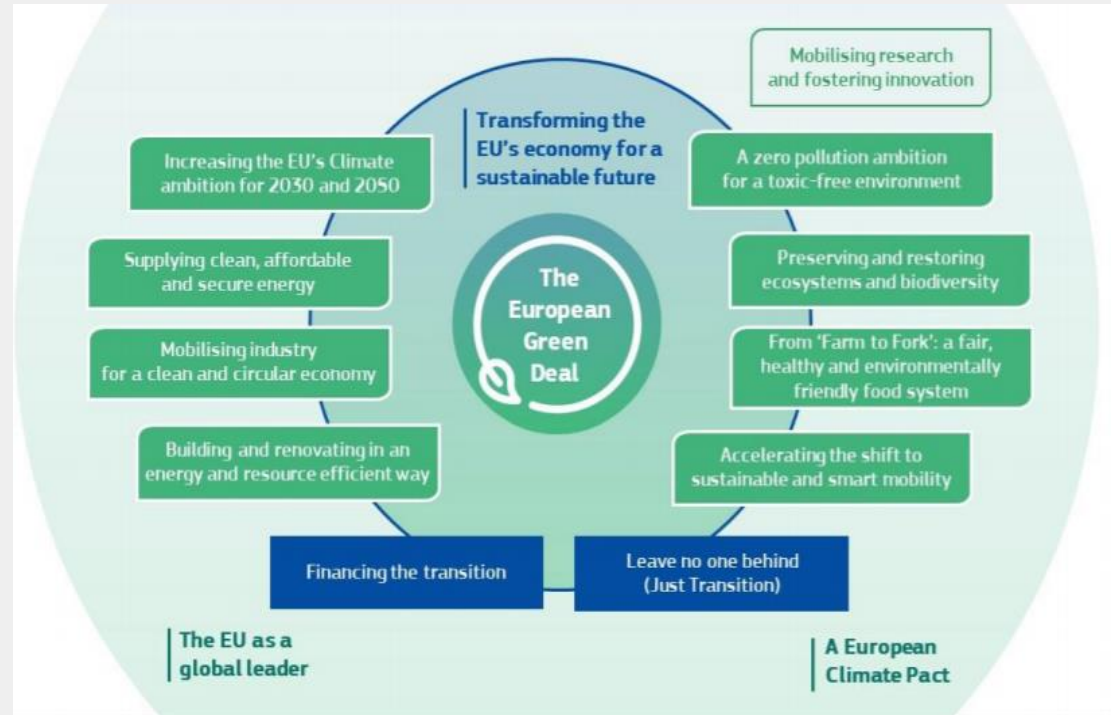 Mobilising research
and fostering innovation
Transforming the
EU's economy for a
sustainable future
Increasing the EU's Climate
ambition for 2030 and 2050
A zero pollution ambition
for a toxic-free environment
Supplying clean, affordable
and secure energy
Preserving and restoring
ecosystems and biodiversity
The
European
Green
Deal
Mobilising industry
for a clean and circular economy
From 'Farm to Fork': a fair,
healthy and environmentally
friendly food system
Building and renovating in an
energy and resource efficient way
Accelerating the shift to
sustainable and smart mobility
Financing the transition
Leave no one behind
(Just Transition)
The EU as a
global leader
A European
Climate Pact